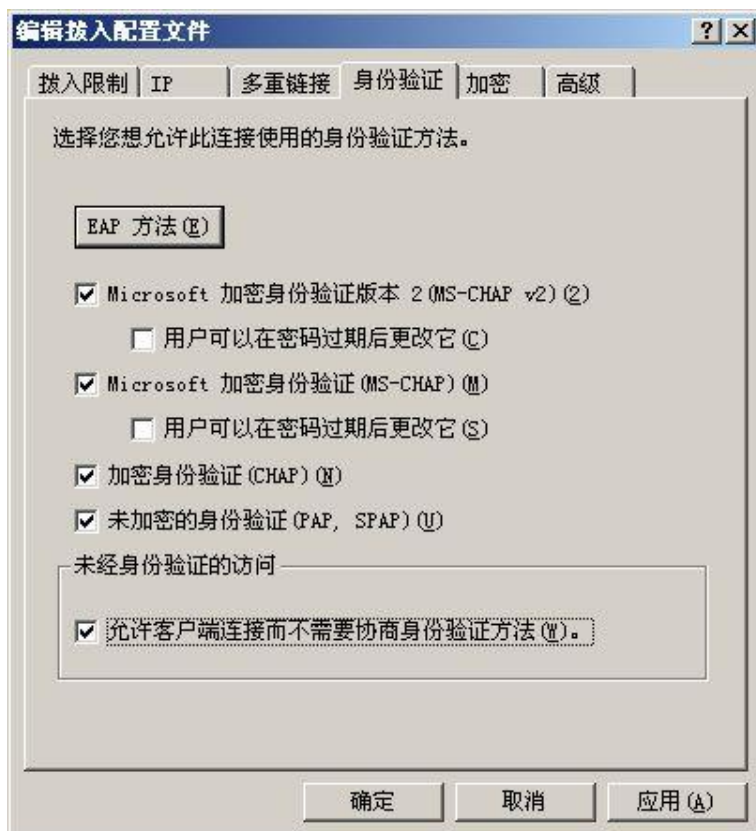 编辑拨入配置文件
拨入限制 IP 多重链接 身份验证 加密 高级
选择您想允许此连接使用的身份验证方法。
EAP 方法(E)
Microsoft 加密身份验证版本 2(MS-CHAP v2)(2)
用户可以在密码过期后更改它(C)
Microsoft 加密身份验证(MS-CHAP)(M)
用户可以在密码过期后更改它(S)
加密身份验证(CHAP)(N)
未加密的身份验证(PAP, SPAP)(U)
未经身份验证的访问
允许客户端连接而不需要协商身份验证方法(W)。
确定 取消 应用(A)